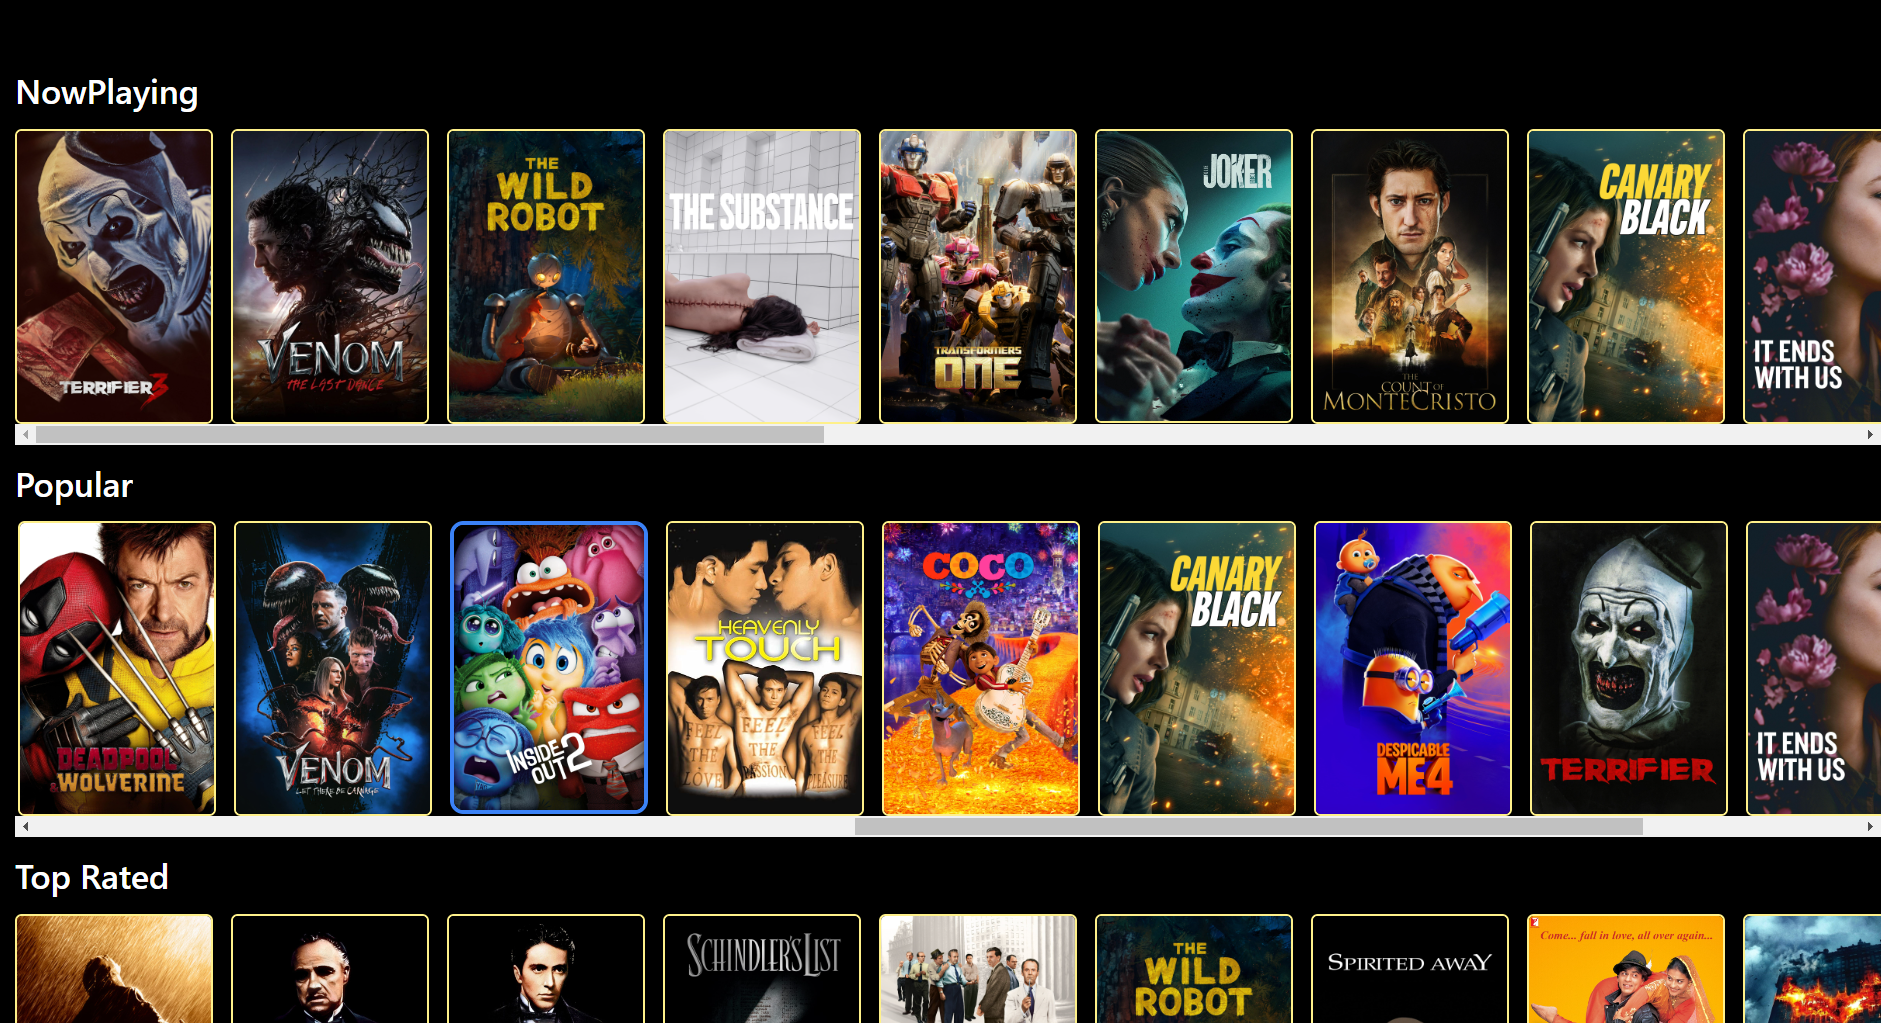 NowPlaying
TERRIFIER 3
VENOM
THE LAST DANCE
THE
WILD
ROBOT
THE SUBSTANCE
TRANSFORMERS
ONE
JOKER
THE
COUNT OF
MONTECRISTO
CANARY
BLACK
IT ENDS
WITH US
Popular
DEADPOOL
& WOLVERINE
VENOM
LET THERE BE CARNAGE
INSIDE
OUT 2
HEAVENLY
TOUCH
FEEL
THE
LOVE
FEEL
THE
PASSION
FEEL
THE
PLEASURE
COCO
CANARY
BLACK
DESPICABLE
ME 4
TERRIFIER
IT ENDS
WITH US
Top Rated
SCHINDLER'S LIST
THE
WILD
ROBOT
SPIRITED AWAY
Come... fall in love, all over again...